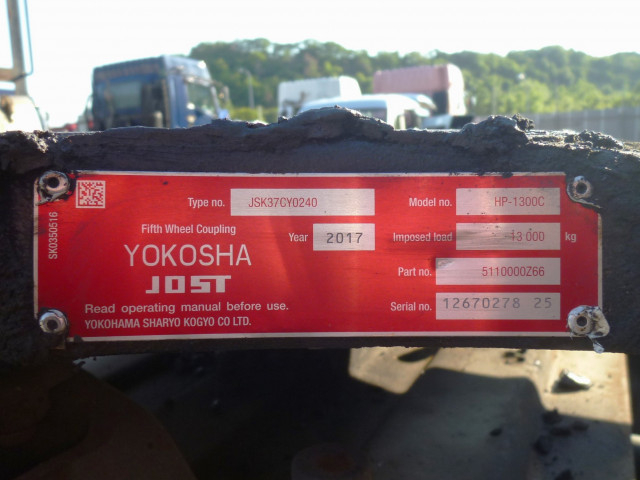 SK0350516
Type no. JSK37CY0240 Model no. HP-1300C
Fifth Wheel Coupling Year 2017 Imposed load 13 000 kg
YOKOSHA
JOST
Part no. 5110000Z66
Read operating manual before use. Serial no. 12670278 25
YOKOHAMA SHARYO KOGYO CO LTD.